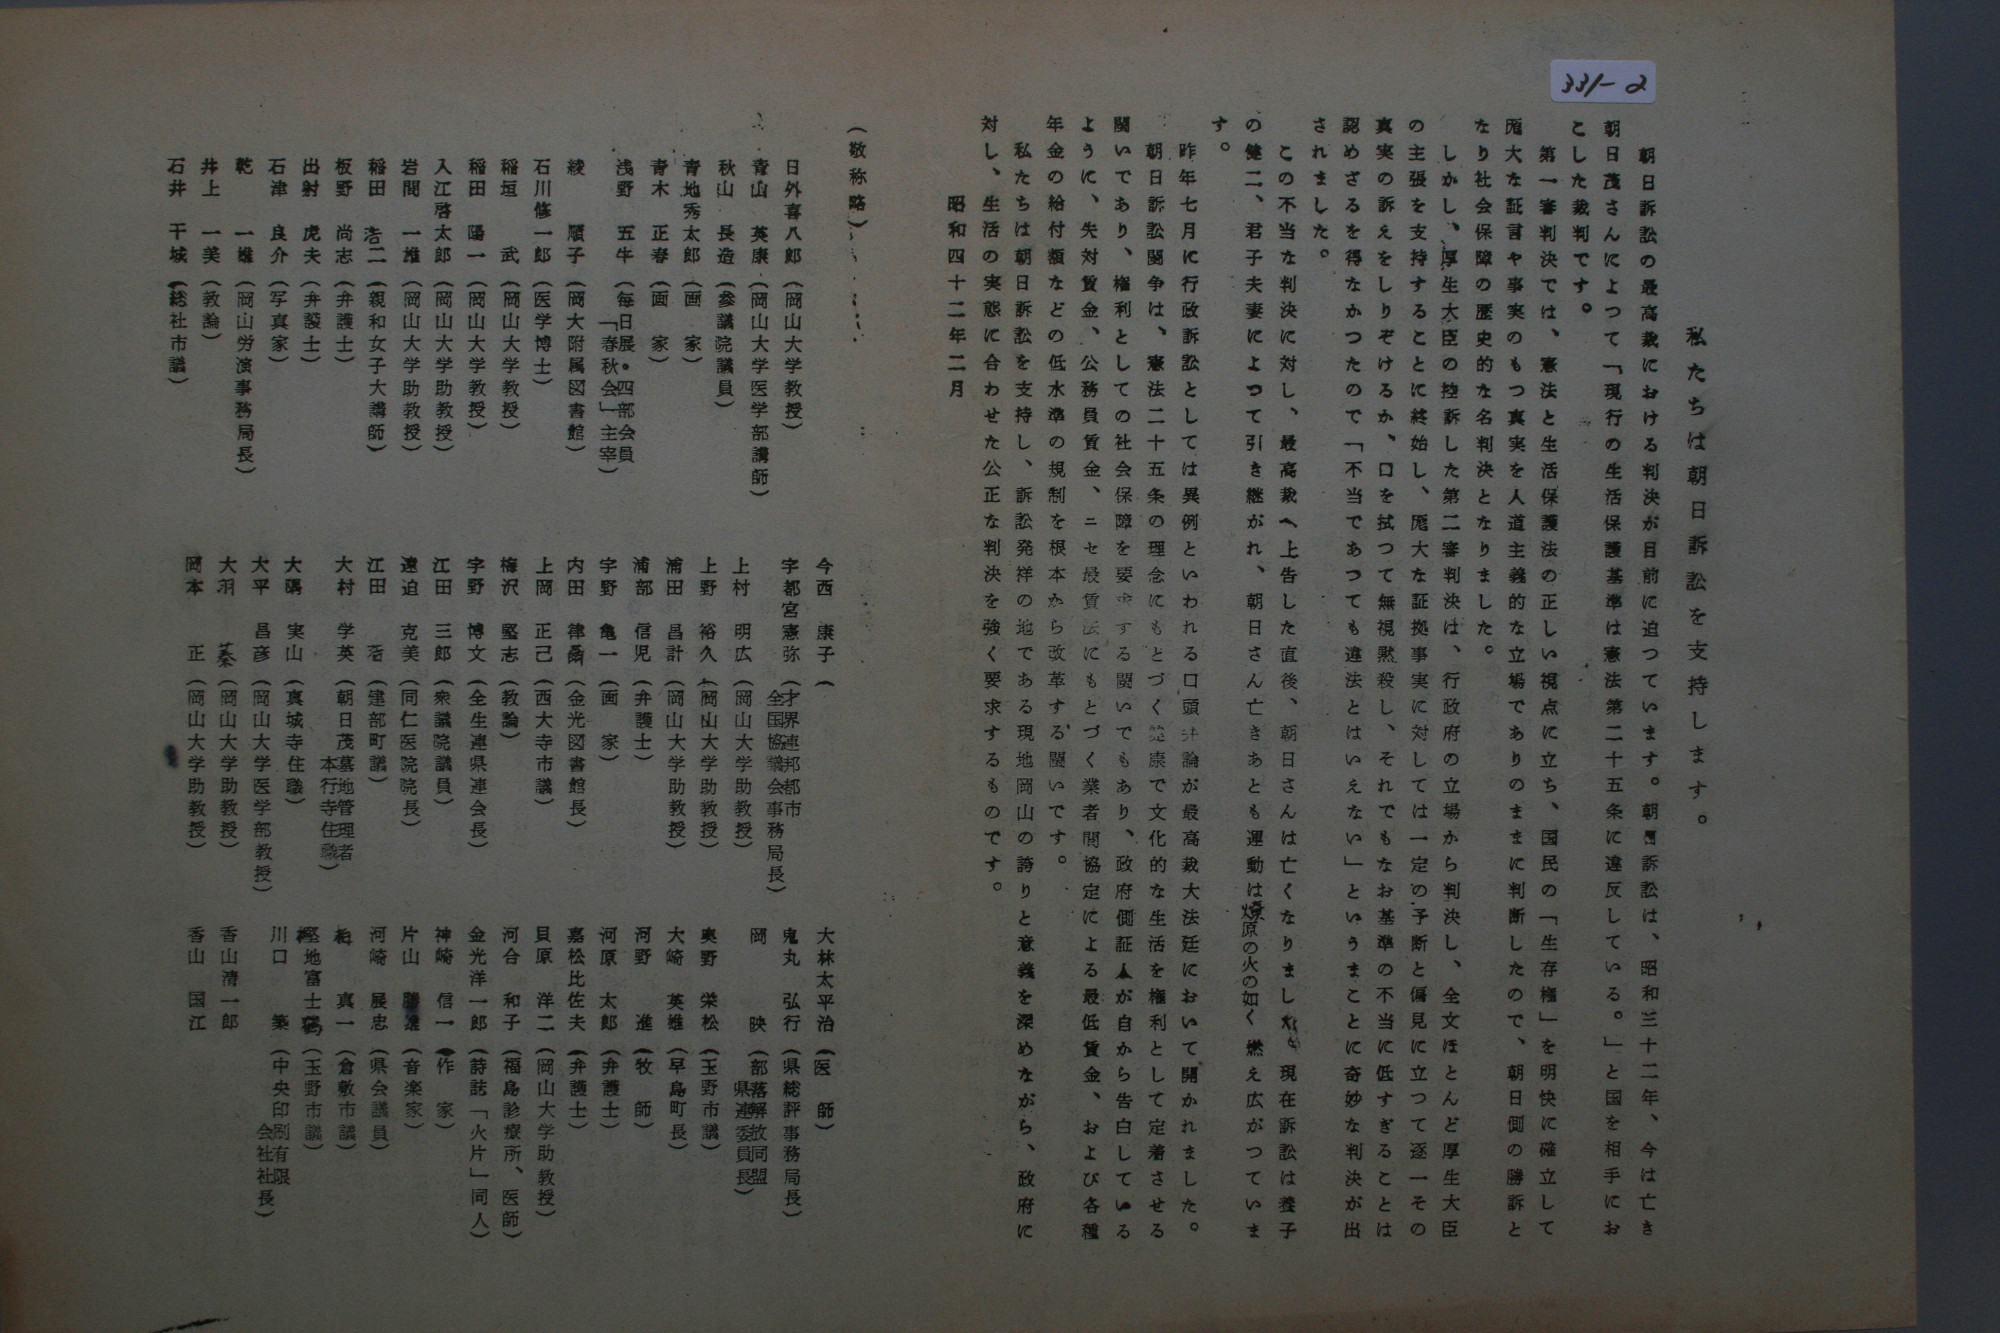 331-2
私たちは朝日訴訟を支持します。
朝日訴訟の最高裁における判決が目前に迫つています。朝日訴訟は、昭和三十二年、今は亡き
朝日茂さんによつて「現行の生活保護基準は憲法第二十五条に違反している。」と国を相手にお
こした裁判です。
第一審判決では、憲法と生活保護法の正しい視点に立ち、国民の「生存権」を明快に確立して
厖大な証言や事実のもつ真実を人道主義的な立場でありのままに判断したので、朝日側の勝訴と
なり社会保障の歴史的な名判決となりました。
しかし、厚生大臣の控訴した第二審判決は、行政府の立場から判決し、全文ほとんど厚生大臣
の主張を支持することに終始し、厖大な証拠事実に対しては一定の予断と偏見に立つて逐一その
真実の訴えをしりぞけるか、口を拭つて無視黙殺し、それでもなお基準の不当に低すぎることは
認めざるを得なかつたので「不当であつても違法とはいえない」というまことに奇妙な判決が出
されました。
この不当な判決に対し、最高裁へ上告した直後、朝日さんは亡くなりましたが、現在訴訟は養子
の健二、君子夫妻によつて引き継がれ、朝日さん亡きあとも運動は燎原の火の如く燃え広がつていま
す。
昨年七月に行政訴訟としては異例といわれる口頭弁論が最高裁大法廷において開かれました。
朝日訴訟闘争は、憲法二十五条の理念にもとづく健康で文化的な生活を権利として定着させる
闘いであり、権利としての社会保障を要求する闘いでもあり、政府側証人が自から告白している
ように、失対賃金、公務員賃金、ニセ最賃法にもとづく業者間協定による最低賃金、および各種
年金の給付額などの低水準の規制を根本から改革する闘いです。
私たちは朝日訴訟を支持し、訴訟発祥の地である現地岡山の誇りと意義を深めながら、政府に
対し、生活の実態に合わせた公正な判決を強く要求するものです。
昭和四十二年二月
（敬称略）
日外喜八郎（岡山大学教授）
青山　英康（岡山大学医学部講師）
秋山　長造（参議院議員）
青地秀太郎（画　家）
青木　正春（画　家）
浅野　五牛（毎日展・四部会員
「春秋会」主宰）
綾　　順子（岡大附属図書館）
石川修一郎（医学博士）
稲垣　　武（岡山大学教授）
稲田　陽一（岡山大学教授）
入江啓太郎（岡山大学助教授）
岩間　一雄（岡山大学助教授）
稲田　浩二（親和女子大講師）
板野　尚志（弁護士）
出射　虎夫（弁護士）
石津　良介（写真家）
乾　　一雄（岡山労演事務局長）
井上　一美（教諭）
石井　千城（総社市議）
今西　康子（
宇都宮憲弥（才界連邦都市
全国協議会事務局長）
上村　明広（岡山大学助教授）
上野　裕久（岡山大学助教授）
浦田　昌計（岡山大学助教授）
浦部　信児（弁護士）
宇野　亀一（画　家）
内田　律爾（金光図書館長）
上岡　正己（西大寺市議）
梅沢　堅志（教諭）
宇野　博文（全生連県連会長）
江田　三郎（衆議院議員）
遠迫　克美（同仁医院院長）
江田　　（建部町議）
大村　学英（朝日茂墓地管理者
本行寺住職）
大隅　実山（真城寺住職）
大平　昌彦（岡山大学医学部教授）
大羽　　蓁（岡山大学助教授）
岡本　　正（岡山大学助教授）
大林太平治（医　師）
鬼丸　弘行（県総評事務局長）
岡　　　映（部落解放同盟
県連委員長）
奥野　栄松（玉野市議）
大崎　英雄（早島町長）
河野　　進（牧　師）
河原　太郎（弁護士）
嘉松比佐夫（弁護士）
貝原　洋二（岡山大学助教授）
河合　和子（福島診療所、医師）
金光洋一郎（詩誌「火片」同人）
神崎　信一（作　家）
片山　（音楽家）
河崎　展忠（県会議員）
柏　　真一（倉敷市議）
地富士（玉野市議）
川口　　築（中央印刷有限
会社社長）
香山清一郎
香山　国江